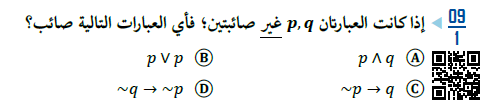 09/1 إذا كانت العبارتان p, q غير صائبتين؛ فأي العبارات التالية صائب؟
A p ∧ q B p ∨ p
C ~p → q D ~q → ~p